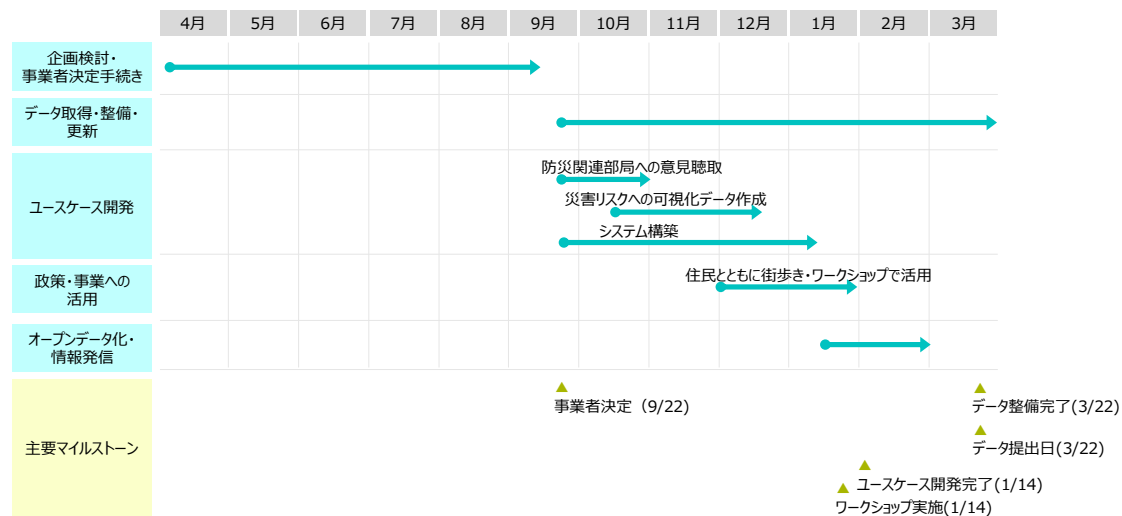 4月 5月 6月 7月 8月 9月 10月 11月 12月 1月 2月 3月
企画検討・
事業者決定手続き
データ取得・整備・
更新
ユースケース開発
防災関連部局への意見聴取
災害リスクへの可視化データ作成
システム構築
政策・事業への
活用
住民とともに街歩き・ワークショップで活用
オープンデータ化・
情報発信
主要マイルストーン
事業者決定（9/22）
データ整備完了(3/22)
データ提出日(3/22)
ユースケース開発完了(1/14)
ワークショップ実施(1/14)